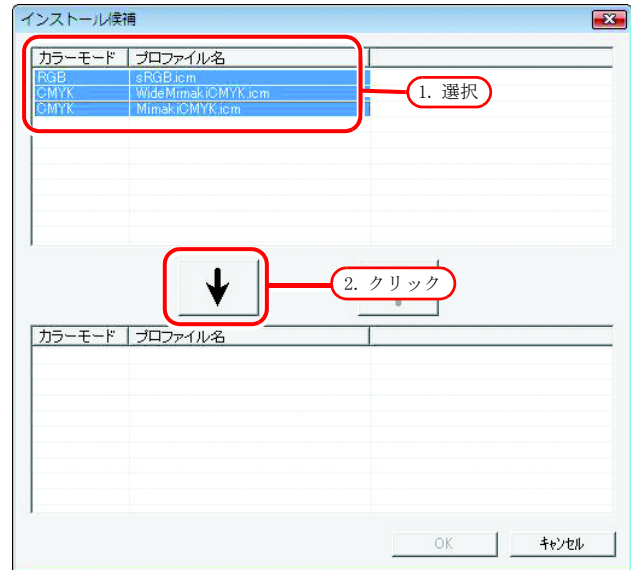 インストール候補
カラーモード プロファイル名
RGB sRGB.icm
CMYK WideMimakiCMYK.icm
CMYK MimakiCMYK.icm
1. 選択
2. クリック
カラーモード プロファイル名
OK キャンセル